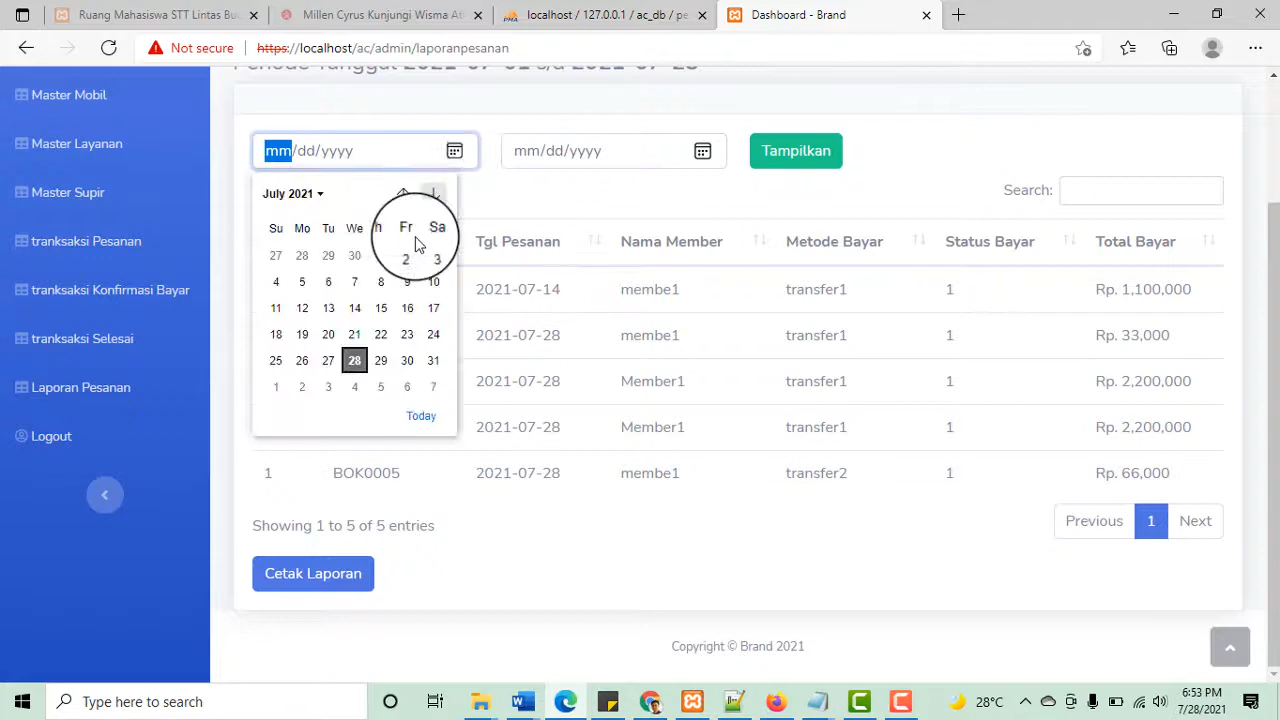 Ruang Mahasiswa STT Lintas Bu
Millen Cyrus Kunjungi Wisma At
localhost / 127.0.0.1 / ac_db / pe
Dashboard - Brand
Not secure
https://localhost/ac/admin/laporanpesanan
Periode Tanggal 2021-07-01 s/d 2021-07-28
Master Mobil
Master Layanan
Master Supir
tranksaksi Pesanan
tranksaksi Konfirmasi Bayar
tranksaksi Selesai
Laporan Pesanan
Logout
mm/dd/yyyy
mm/dd/yyyy
Tampilkan
Search:
July 2021
Su Mo Tu We h Fr Sa
27 28 29 30 2 3
4 5 6 7 8 9 10
11 12 13 14 15 16 17
18 19 20 21 22 23 24
25 26 27 28 29 30 31
1 2 3 4 5 6 7
Today
Tgl Pesanan Nama Member Metode Bayar Status Bayar Total Bayar
2021-07-14 membe1 transfer1 1 Rp. 1,100,000
2021-07-28 membe1 transfer1 1 Rp. 33,000
2021-07-28 Member1 transfer1 1 Rp. 2,200,000
2021-07-28 Member1 transfer1 1 Rp. 2,200,000
1 BOK0005 2021-07-28 membe1 transfer2 1 Rp. 66,000
Showing 1 to 5 of 5 entries
Previous 1 Next
Cetak Laporan
Copyright © Brand 2021
Type here to search
28°C
6:53 PM
7/28/2021